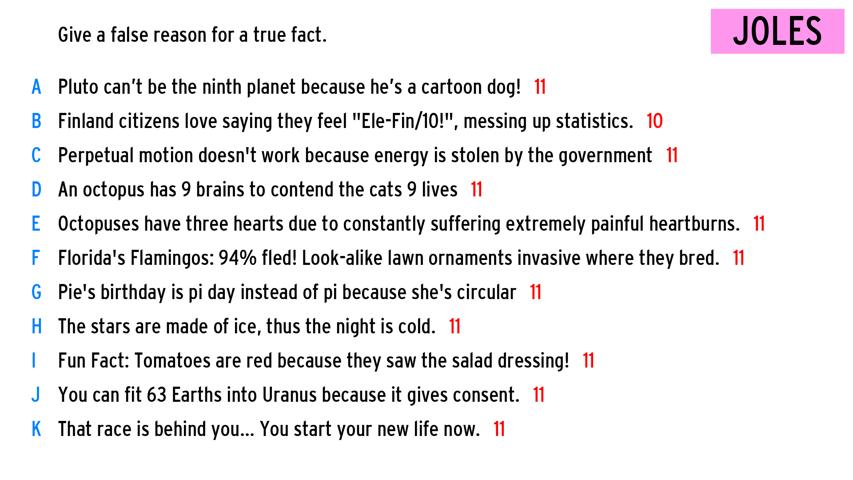 Give a false reason for a true fact.
JOLES
A Pluto can't be the ninth planet because he's a cartoon dog! 11
B Finland citizens love saying they feel "Ele-Fin/10!", messing up statistics. 10
C Perpetual motion doesn't work because energy is stolen by the government 11
D An octopus has 9 brains to contend the cats 9 lives 11
E Octopuses have three hearts due to constantly suffering extremely painful heartburns. 11
F Florida's Flamingos: 94% fled! Look-alike lawn ornaments invasive where they bred. 11
G Pie's birthday is pi day instead of pi because she's circular 11
H The stars are made of ice, thus the night is cold. 11
I Fun Fact: Tomatoes are red because they saw the salad dressing! 11
J You can fit 63 Earths into Uranus because it gives consent. 11
K That race is behind you... You start your new life now. 11